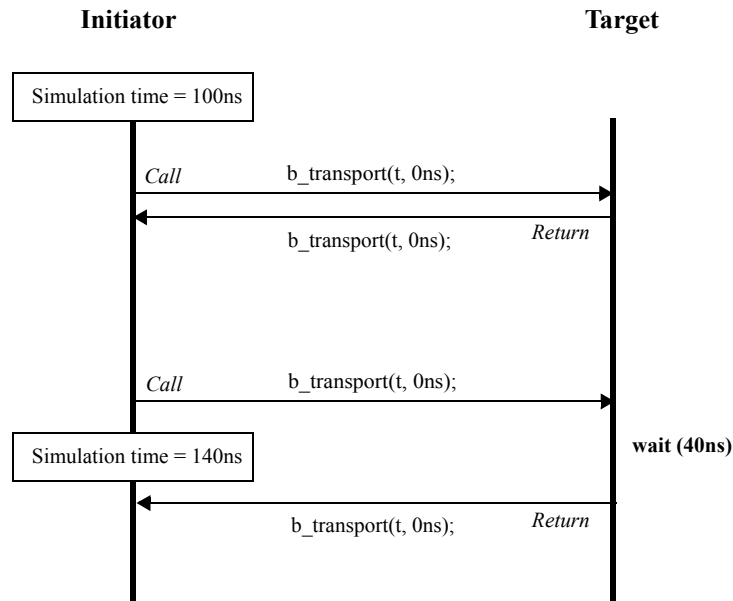 Initiator
Target
Simulation time = 100ns
Call
b_transport(t, 0ns);
b_transport(t, 0ns);
Return
Call
b_transport(t, 0ns);
Simulation time = 140ns
wait (40ns)
b_transport(t, 0ns);
Return